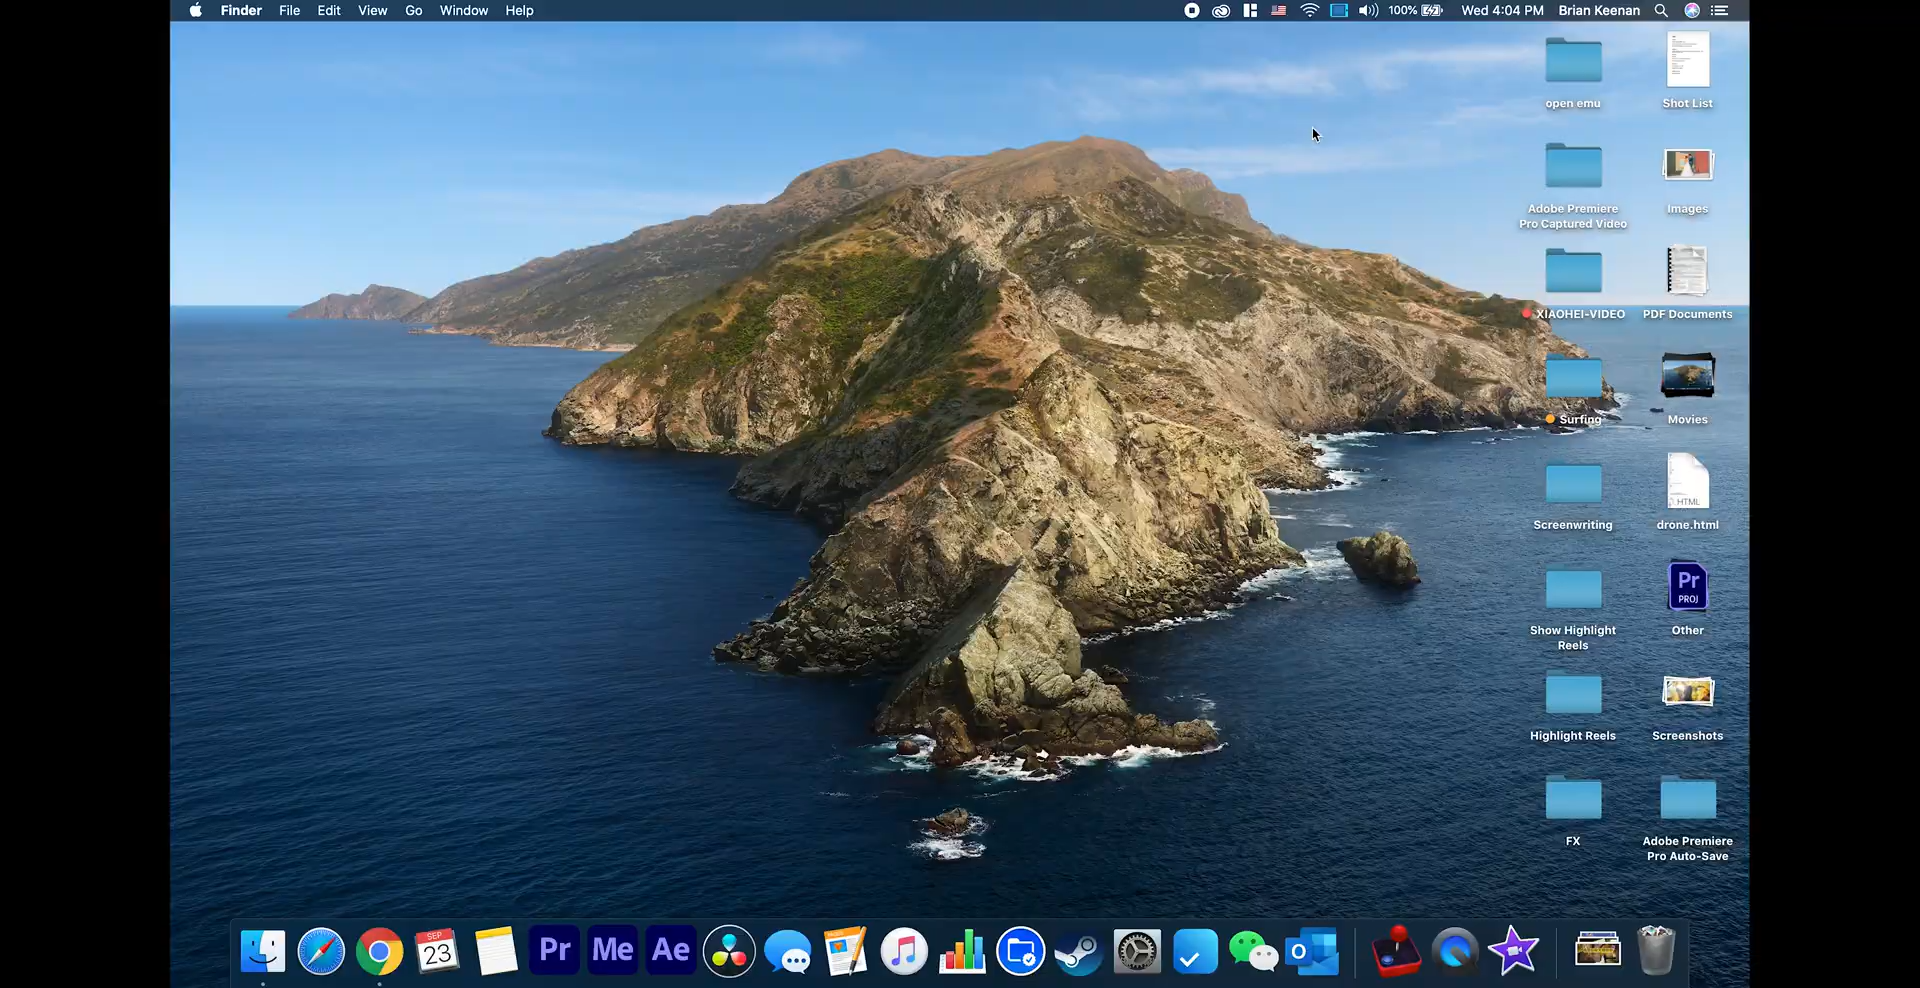 Finder File Edit View Go Window Help
100% Wed 4:04 PM Brian Keenan
open emu
Shot List
Adobe Premiere
Pro Captured Video
Images
XIAOHEI-VIDEO
PDF Documents
Surfing
Movies
HTML
Screenwriting
drone.html
Pr
PROJ
Show Highlight
Reels
Other
Highlight Reels
Screenshots
FX
Adobe Premiere
Pro Auto-Save
SEP
23
Pr
Me
Ae
PAGES
O